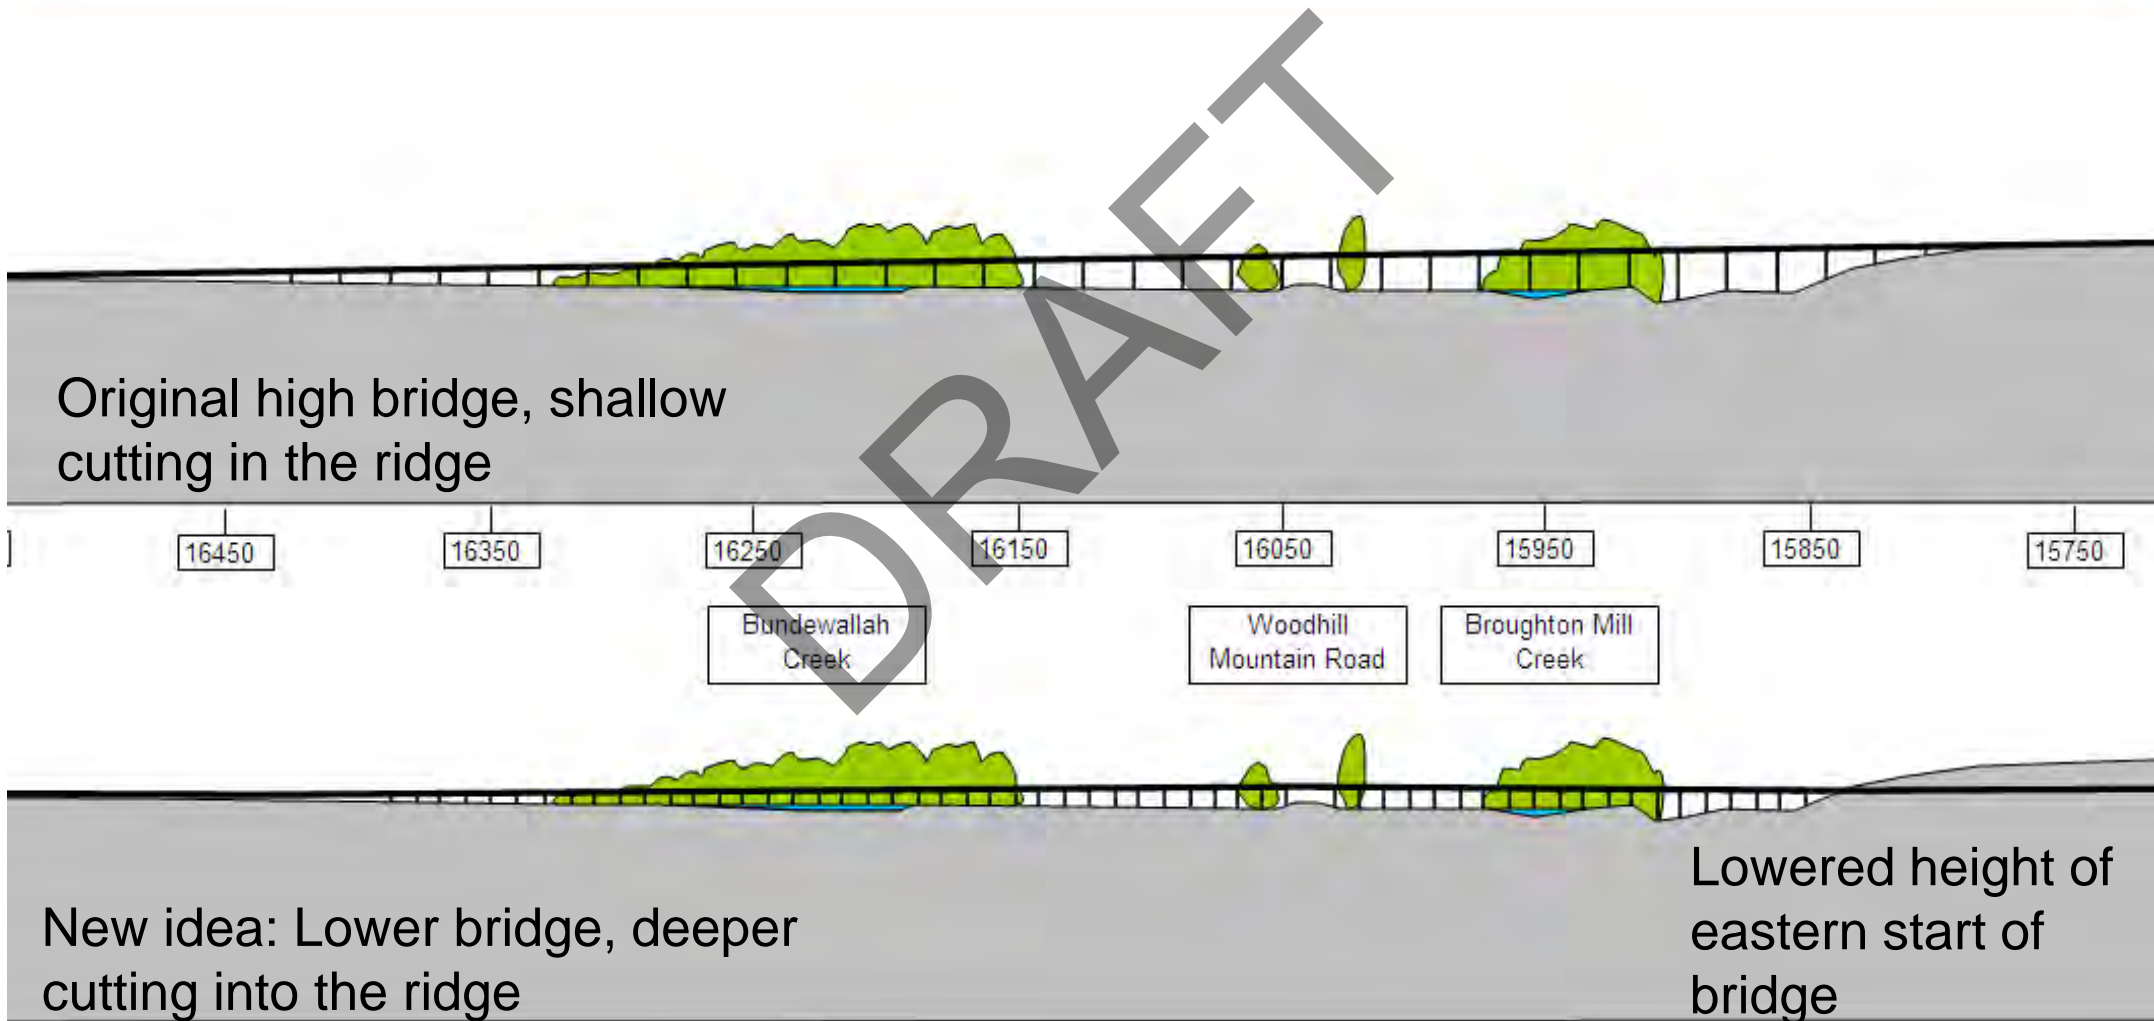 DRAFT
Original high bridge, shallow
cutting in the ridge
16450
16350
16250
16150
16050
15950
15850
15750
Bundewallah
Creek
Woodhill
Mountain Road
Broughton Mill
Creek
New idea: Lower bridge, deeper
cutting into the ridge
Lowered height of
eastern start of
bridge